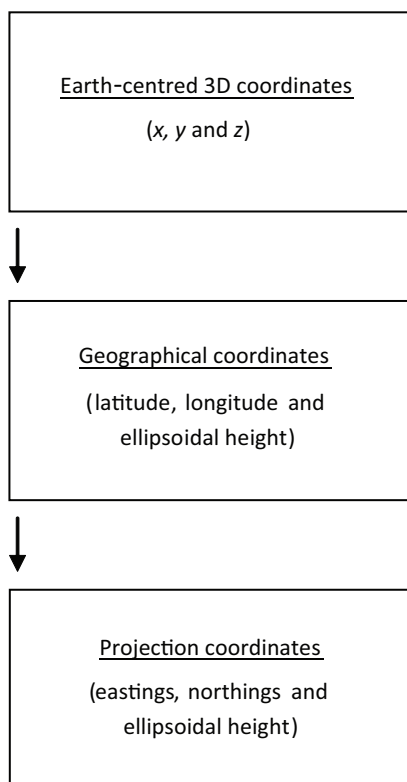 Earth-centred 3D coordinates
(x, y and z)
Geographical coordinates
(latitude, longitude and
ellipsoidal height)
Projection coordinates
(eastings, northings and
ellipsoidal height)